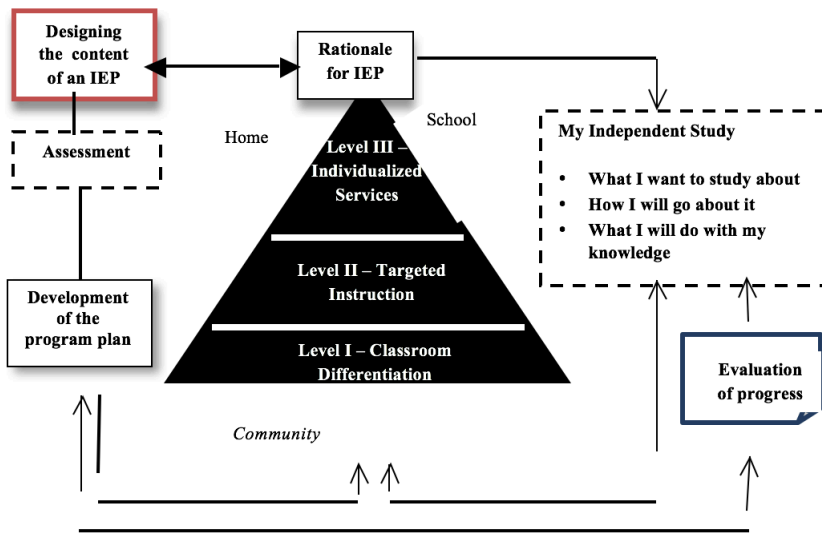 Designing
the content
of an IEP
Rationale
for IEP
Home
School
Assessment
Level III –
Individualized
Services
My Independent Study
• What I want to study about
• How I will go about it
• What I will do with my
knowledge
Level II – Targeted
Instruction
Development
of the
program plan
Level I – Classroom
Differentiation
Evaluation
of progress
Community